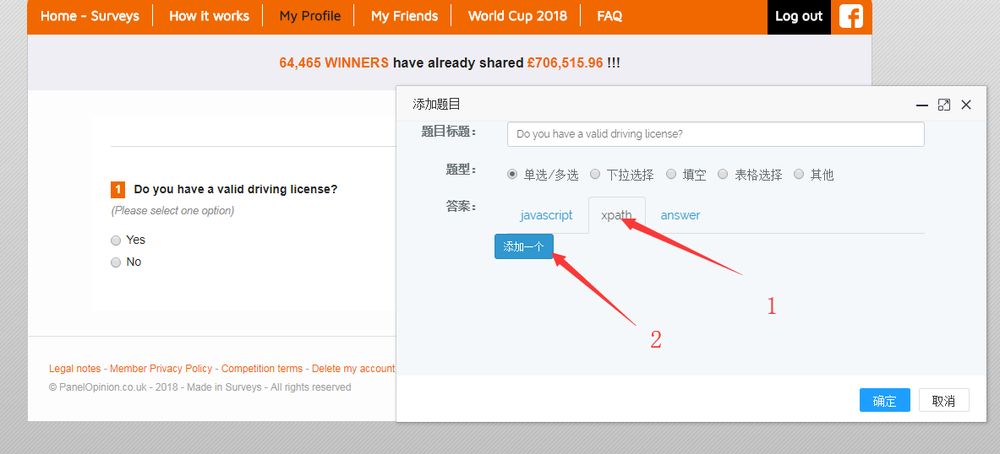 Home - Surveys How it works My Profile My Friends World Cup 2018 FAQ Log out
64,465 WINNERS have already shared £706,515.96 !!!
1 Do you have a valid driving license?
(Please select one option)
Yes
No
Legal notes - Member Privacy Policy - Competition terms - Delete my account
© PanelOpinion.co.uk - 2018 - Made in Surveys - All rights reserved
添加题目
题目标题： Do you have a valid driving license?
题型： 单选/多选 下拉选择 填空 表格选择 其他
答案： javascript xpath answer
添加一个
1
2
确定 取消